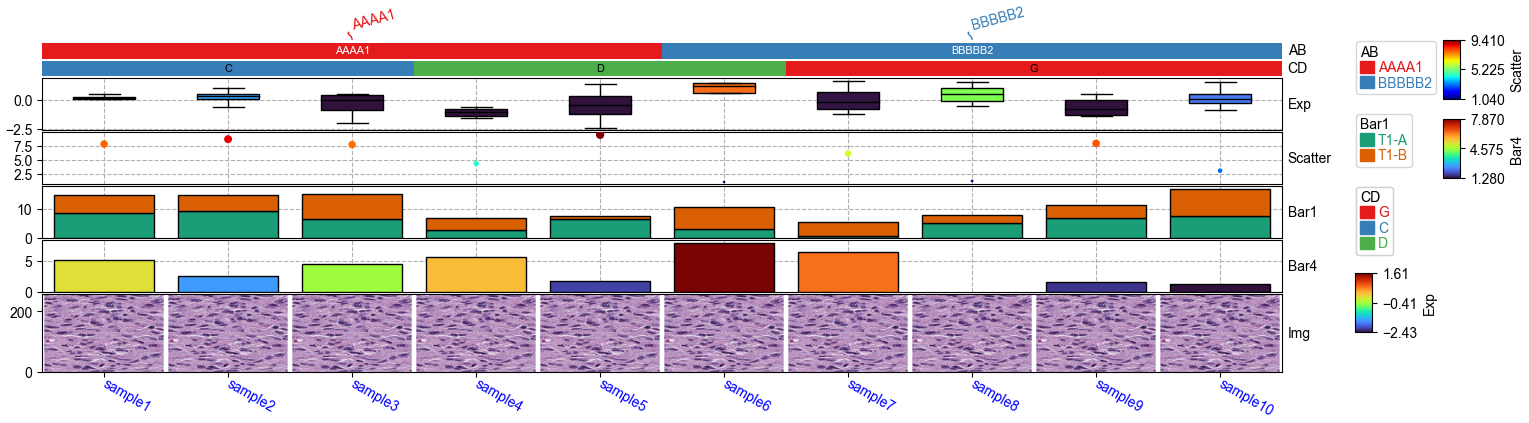 AAAA1
BBBBB2
AAAA1
BBBBB2
AB
C
D
G
CD
0.0
−2.5
Exp
7.5
5.0
2.5
Scatter
10
0
Bar1
5
0
Bar4
200
0
Img
sample1
sample2
sample3
sample4
sample5
sample6
sample7
sample8
sample9
sample10
AB
AAAA1
BBBBB2
Bar1
T1-A
T1-B
CD
G
C
D
1.61
−0.41
−2.43
Exp
9.410
5.225
1.040
Scatter
7.870
4.575
1.280
Bar4